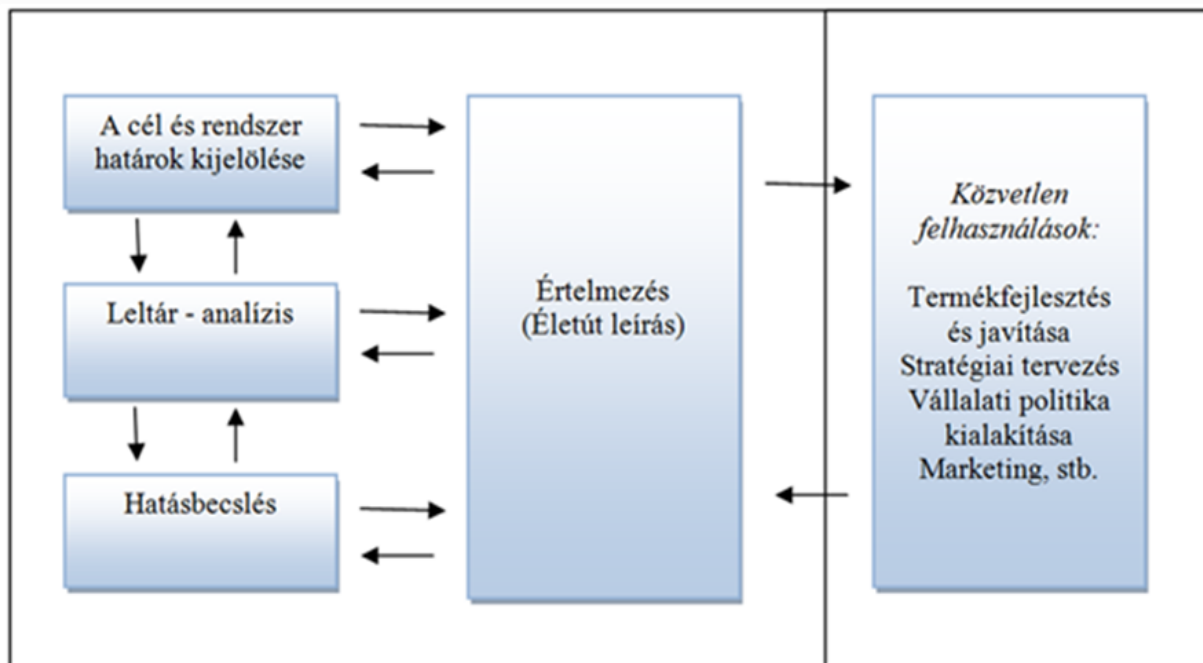 A cél és rendszer
határok kijelölése
Leltár - analízis
Hatásbecslés
Értelmezés
(Életút leírás)
Közvetlen
felhasználások:
Termékfejlesztés
és javítása
Stratégiai tervezés
Vállalati politika
kialakítása
Marketing, stb.